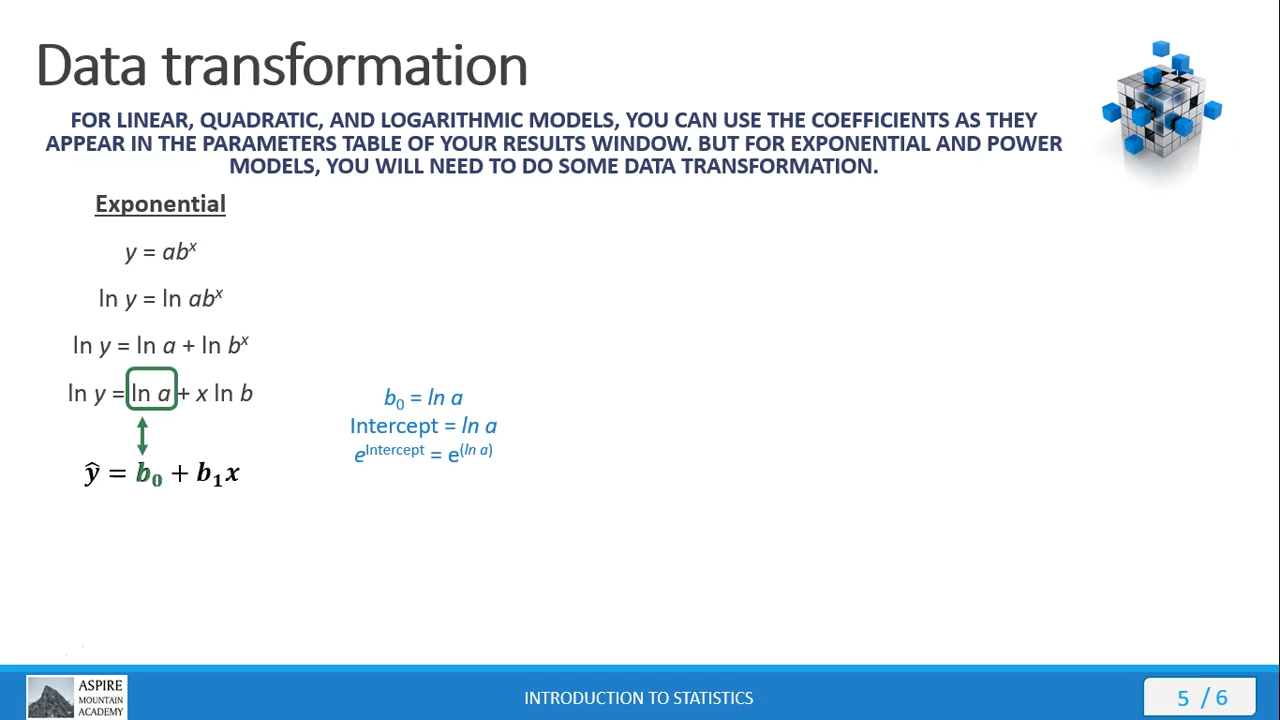 Data transformation
FOR LINEAR, QUADRATIC, AND LOGARITHMIC MODELS, YOU CAN USE THE COEFFICIENTS AS THEY
APPEAR IN THE PARAMETERS TABLE OF YOUR RESULTS WINDOW. BUT FOR EXPONENTIAL AND POWER
MODELS, YOU WILL NEED TO DO SOME DATA TRANSFORMATION.
Exponential
y = abˣ
ln y = ln abˣ
ln y = ln a + ln bˣ
ln y = ln a + x ln b
ŷ = b₀ + b₁x
b₀ = ln a
Intercept = ln a
e^Intercept = e^(ln a)
ASPIRE
MOUNTAIN
ACADEMY
INTRODUCTION TO STATISTICS
5 / 6